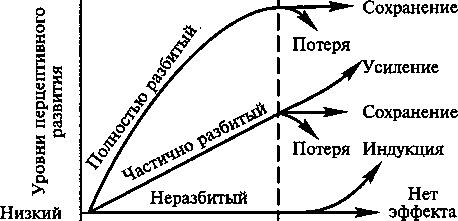 Уровни перцептивного
развития
Низкий
Полностью разбитый
Частично разбитый
Неразбитый
Сохранение
Потеря
Усиление
Сохранение
Потеря
Индукция
Нет
эффекта